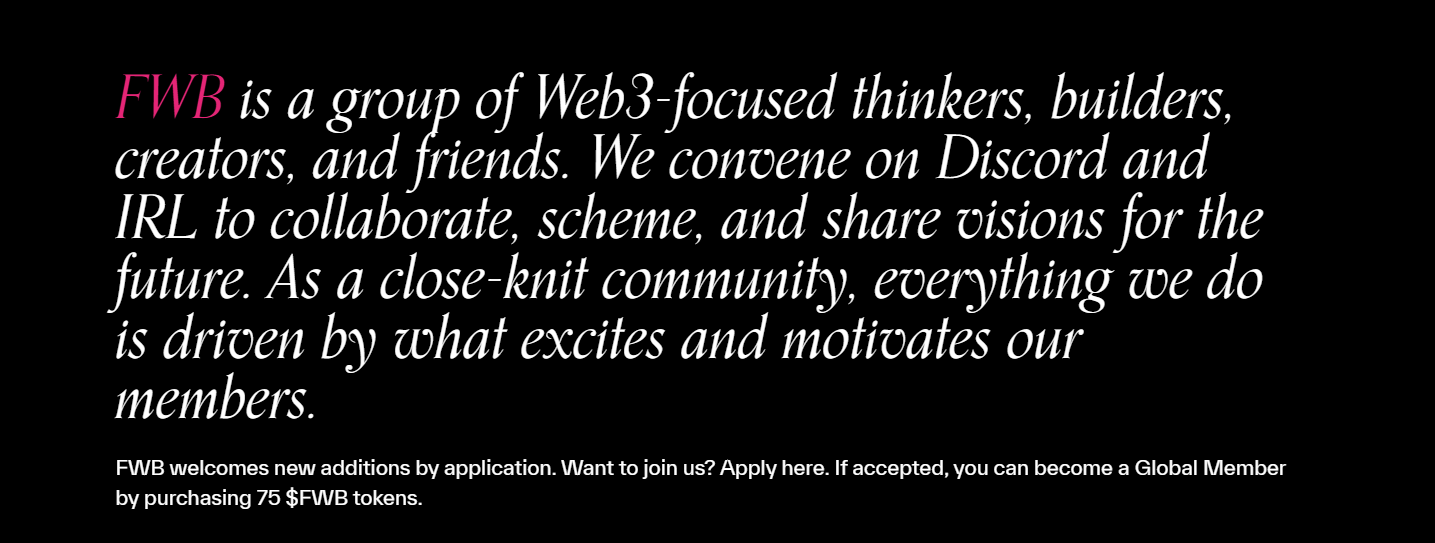 FWB is a group of Web3-focused thinkers, builders,
creators, and friends. We convene on Discord and
IRL to collaborate, scheme, and share visions for the
future. As a close-knit community, everything we do
is driven by what excites and motivates our
members.
FWB welcomes new additions by application. Want to join us? Apply here. If accepted, you can become a Global Member
by purchasing 75 $FWB tokens.